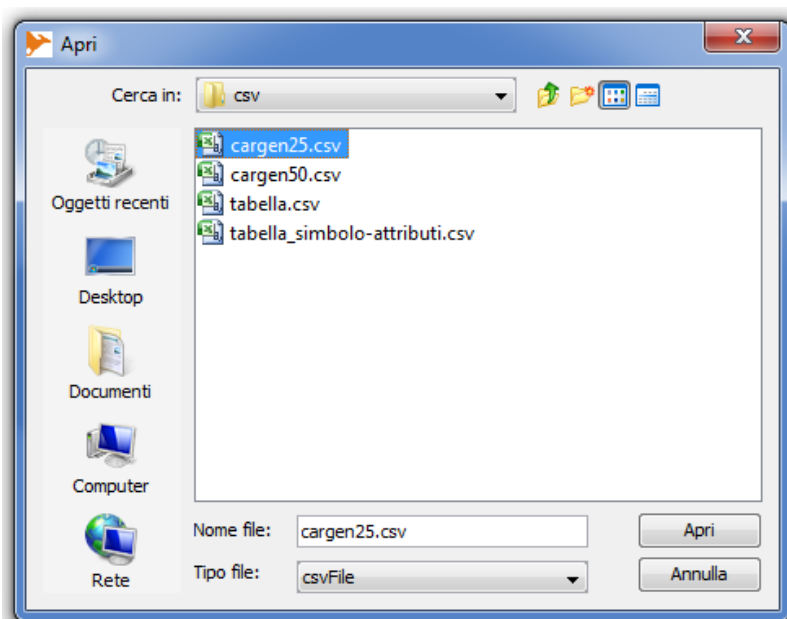 Apri
Cerca in: csv
cargen25.csv
cargen50.csv
tabella.csv
tabella_simbolo-attributi.csv
Oggetti recenti
Desktop
Documenti
Computer
Rete
Nome file: cargen25.csv Apri
Tipo file: csvFile Annulla